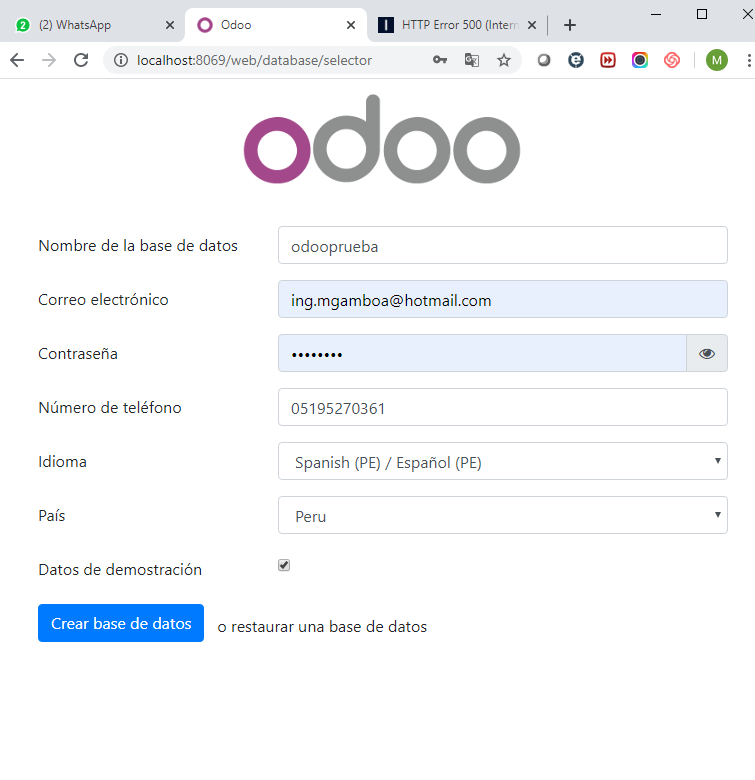 (2) WhatsApp
Odoo
HTTP Error 500 (Intern
localhost:8069/web/database/selector
M
odoo
Nombre de la base de datos
odooprueba
Correo electrónico
ing.mgamboa@hotmail.com
Contraseña
••••••••
Número de teléfono
05195270361
Idioma
Spanish (PE) / Español (PE)
País
Peru
Datos de demostración
Crear base de datos
o restaurar una base de datos